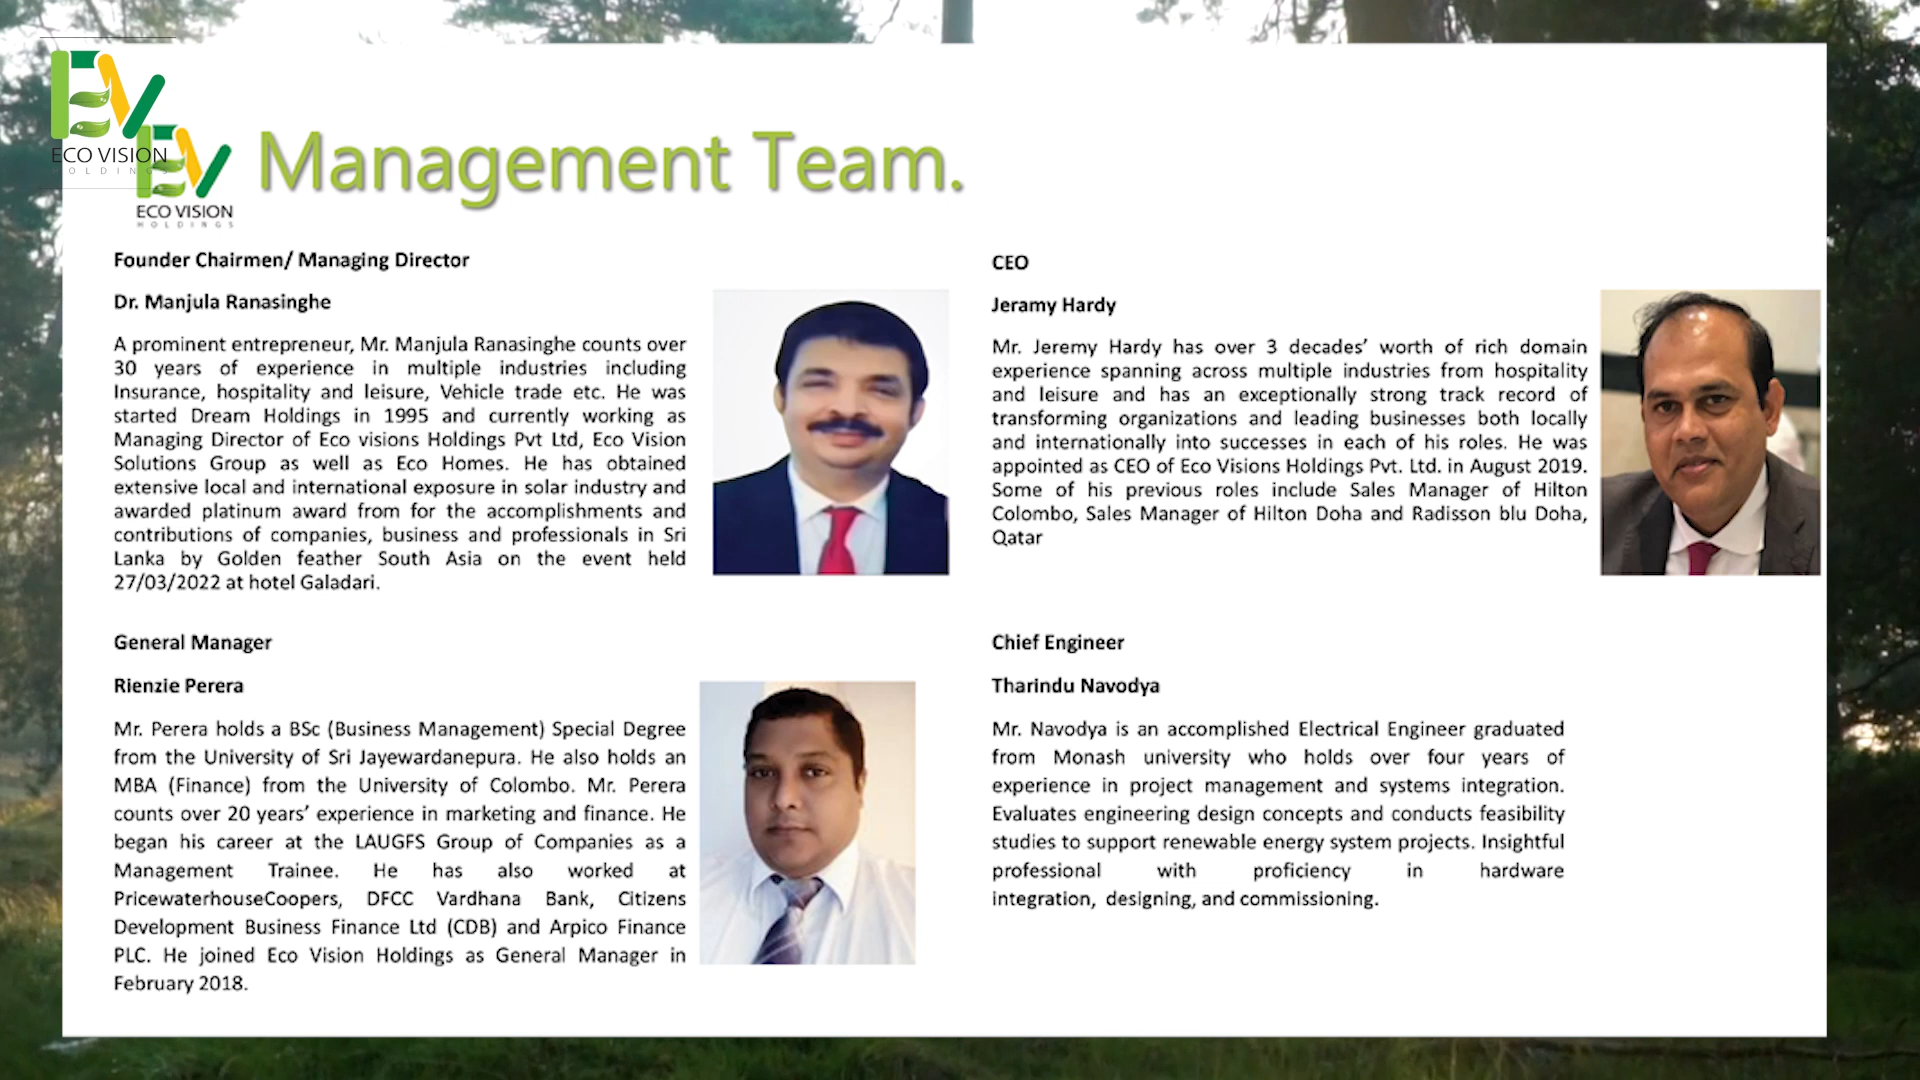 ECO VISION
HOLDINGS
ECO VISION
HOLDINGS
Management Team.
Founder Chairmen/ Managing Director
Dr. Manjula Ranasinghe
A prominent entrepreneur, Mr. Manjula Ranasinghe counts over
30 years of experience in multiple industries including
Insurance, hospitality and leisure, Vehicle trade etc. He was
started Dream Holdings in 1995 and currently working as
Managing Director of Eco visions Holdings Pvt Ltd, Eco Vision
Solutions Group as well as Eco Homes. He has obtained
extensive local and international exposure in solar industry and
awarded platinum award from for the accomplishments and
contributions of companies, business and professionals in Sri
Lanka by Golden feather South Asia on the event held
27/03/2022 at hotel Galadari.
CEO
Jeramy Hardy
Mr. Jeremy Hardy has over 3 decades’ worth of rich domain
experience spanning across multiple industries from hospitality
and leisure and has an exceptionally strong track record of
transforming organizations and leading businesses both locally
and internationally into successes in each of his roles. He was
appointed as CEO of Eco Visions Holdings Pvt. Ltd. in August 2019.
Some of his previous roles include Sales Manager of Hilton
Colombo, Sales Manager of Hilton Doha and Radisson blu Doha,
Qatar
General Manager
Rienzie Perera
Mr. Perera holds a BSc (Business Management) Special Degree
from the University of Sri Jayewardanepura. He also holds an
MBA (Finance) from the University of Colombo. Mr. Perera
counts over 20 years’ experience in marketing and finance. He
began his career at the LAUGFS Group of Companies as a
Management Trainee. He has also worked at
PricewaterhouseCoopers, DFCC Vardhana Bank, Citizens
Development Business Finance Ltd (CDB) and Arpico Finance
PLC. He joined Eco Vision Holdings as General Manager in
February 2018.
Chief Engineer
Tharindu Navodya
Mr. Navodya is an accomplished Electrical Engineer graduated
from Monash university who holds over four years of
experience in project management and systems integration.
Evaluates engineering design concepts and conducts feasibility
studies to support renewable energy system projects. Insightful
professional with proficiency in hardware
integration, designing, and commissioning.